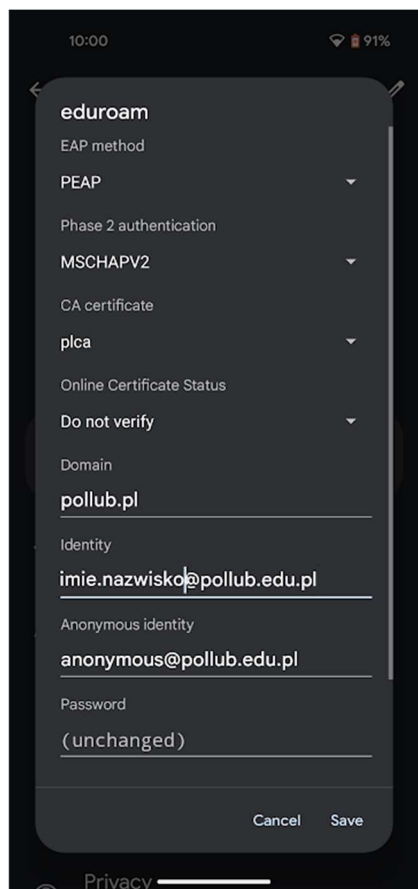 10:00 91%
eduroam
EAP method
PEAP
Phase 2 authentication
MSCHAPV2
CA certificate
plca
Online Certificate Status
Do not verify
Domain
pollub.pl
Identity
imie.nazwisko@pollub.edu.pl
Anonymous identity
anonymous@pollub.edu.pl
Password
(unchanged)
Cancel Save
Privacy